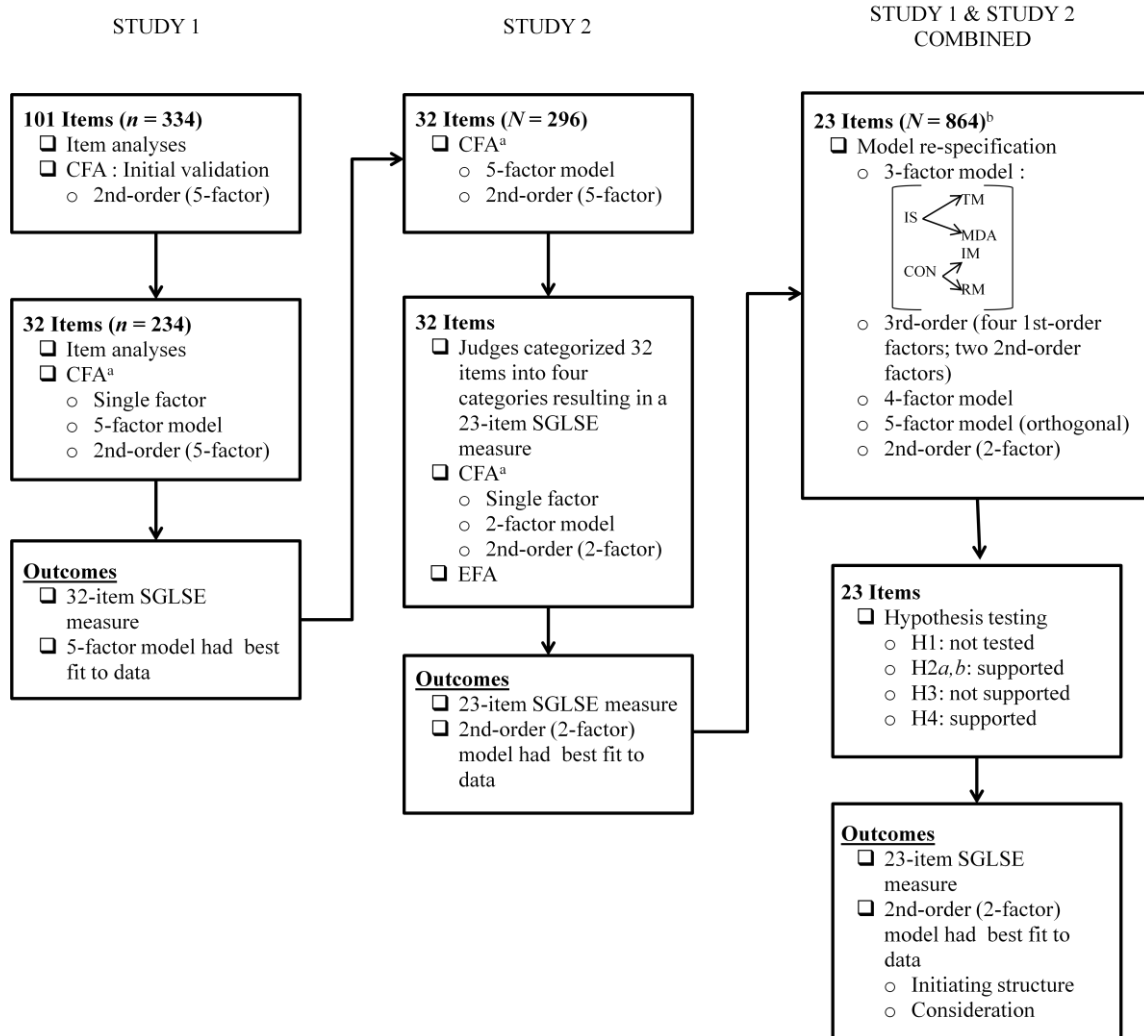 STUDY 1
101 Items (n = 334)
❑ Item analyses
❑ CFA : Initial validation
o 2nd-order (5-factor)
32 Items (n = 234)
❑ Item analyses
❑ CFAa
o Single factor
o 5-factor model
o 2nd-order (5-factor)
Outcomes
❑ 32-item SGLSE
measure
❑ 5-factor model had best
fit to data
STUDY 2
32 Items (N = 296)
❑ CFAa
o 5-factor model
o 2nd-order (5-factor)
32 Items
❑ Judges categorized 32
items into four
categories resulting in a
23-item SGLSE
measure
❑ CFAa
o Single factor
o 2-factor model
o 2nd-order (2-factor)
❑ EFA
Outcomes
❑ 23-item SGLSE measure
❑ 2nd-order (2-factor)
model had best fit to
data
STUDY 1 & STUDY 2
COMBINED
23 Items (N = 864)b
❑ Model re-specification
o 3-factor model :
TM
IS
MDA
IM
CON
RM
o 3rd-order (four 1st-order
factors; two 2nd-order
factors)
o 4-factor model
o 5-factor model (orthogonal)
o 2nd-order (2-factor)
23 Items
❑ Hypothesis testing
o H1: not tested
o H2a,b: supported
o H3: not supported
o H4: supported
Outcomes
❑ 23-item SGLSE
measure
❑ 2nd-order (2-factor)
model had best fit to
data
o Initiating structure
o Consideration